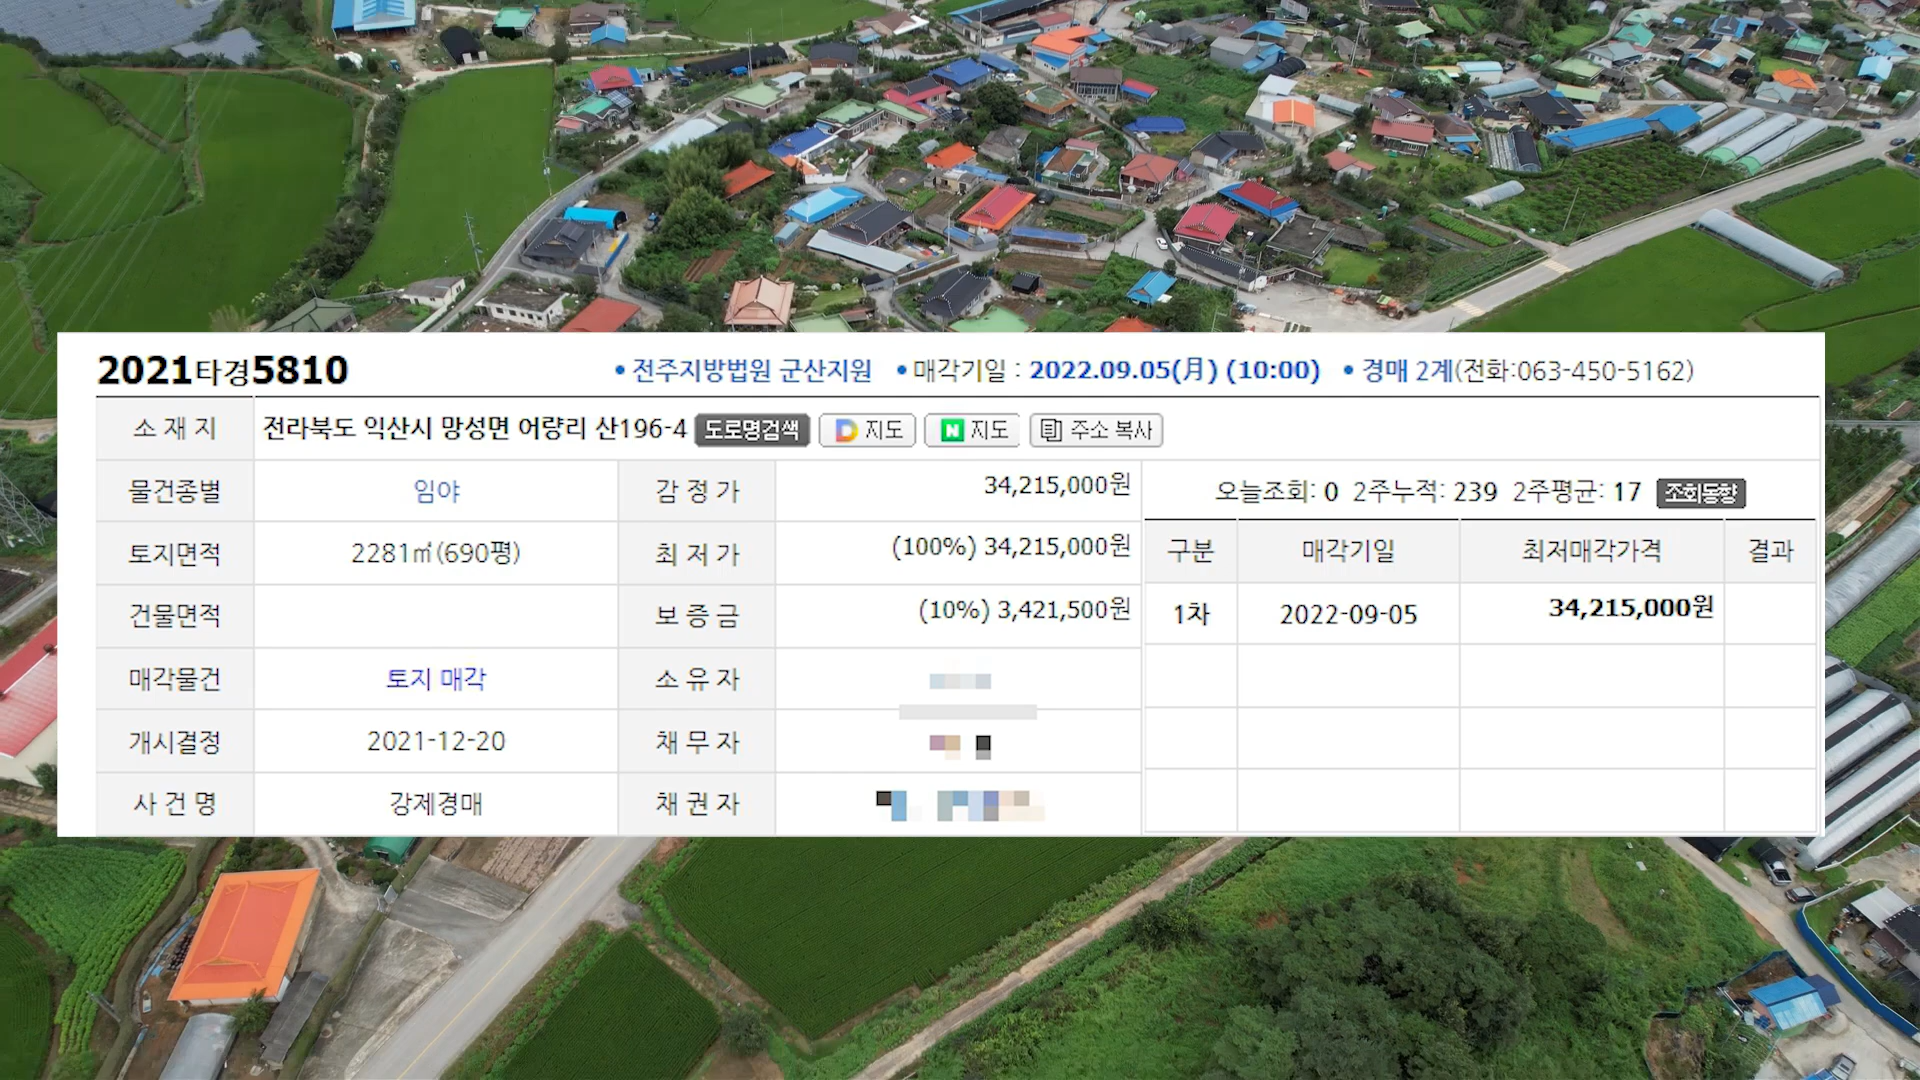 2021타경5810 • 전주지방법원 군산지원 • 매각기일 : 2022.09.05(月) (10:00) • 경매 2계(전화:063-450-5162)
소 재 지 전라북도 익산시 망성면 어량리 산196-4 도로명검색 D 지도 N 지도 주소 복사
물건종별 임야 감 정 가 34,215,000원 오늘조회: 0 2주누적: 239 2주평균: 17 조회동향
토지면적 2281㎡(690평) 최 저 가 (100%) 34,215,000원 구분 매각기일 최저매각가격 결과
건물면적 보 증 금 (10%) 3,421,500원 1차 2022-09-05 34,215,000원
매각물건 토지 매각 소 유 자
개시결정 2021-12-20 채 무 자
사 건 명 강제경매 채 권 자